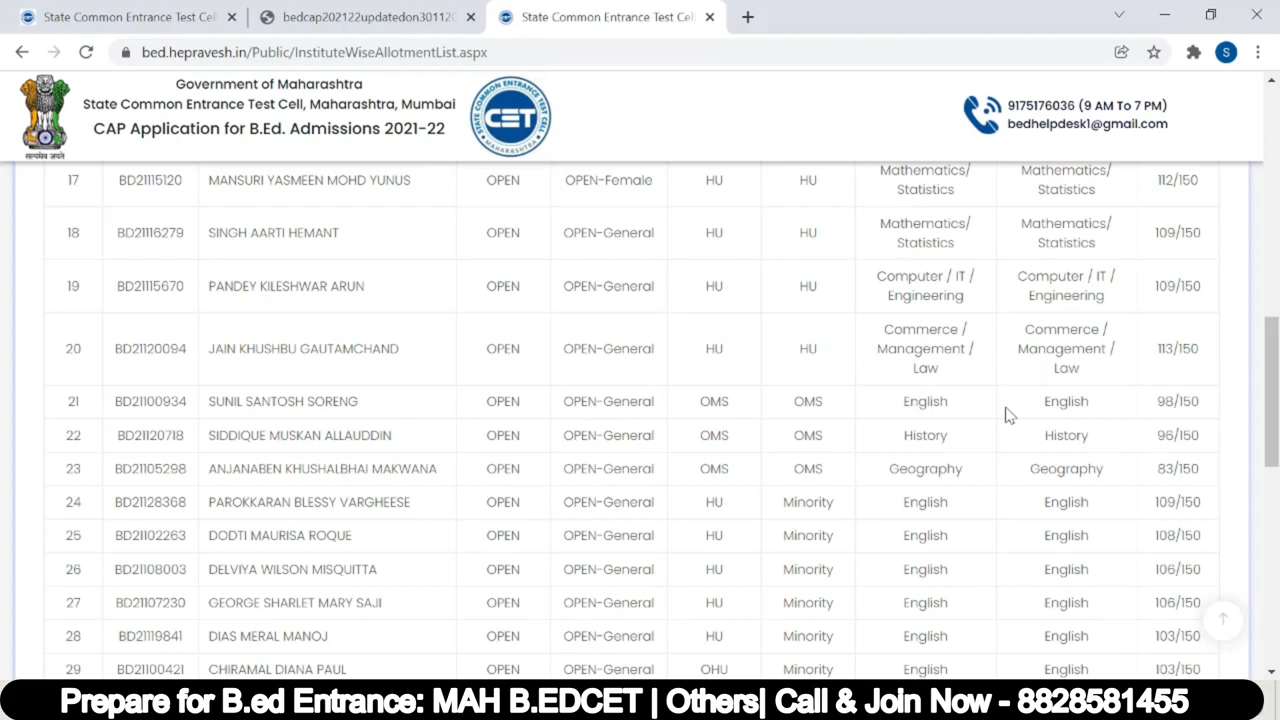 State Common Entrance Test Cell
bedcap202122updatedon301120
State Common Entrance Test Cell
bed.hepravesh.in/Public/InstituteWiseAllotmentList.aspx
S
सत्यमेव जयते
Government of Maharashtra
State Common Entrance Test Cell, Maharashtra, Mumbai
CAP Application for B.Ed. Admissions 2021-22
STATE COMMON ENTRANCE TEST CELL
CET
MAHARASHTRA
9175176036 (9 AM To 7 PM)
bedhelpdesk1@gmail.com
17 BD21115120 MANSURI YASMEEN MOHD YUNUS OPEN OPEN-Female HU HU Mathematics/ Statistics Mathematics/ Statistics 112/150
18 BD21116279 SINGH AARTI HEMANT OPEN OPEN-General HU HU Mathematics/ Statistics Mathematics/ Statistics 109/150
19 BD21115670 PANDEY KILESHWAR ARUN OPEN OPEN-General HU HU Computer / IT / Engineering Computer / IT / Engineering 109/150
20 BD21120094 JAIN KHUSHBU GAUTAMCHAND OPEN OPEN-General HU HU Commerce / Management / Law Commerce / Management / Law 113/150
21 BD21100934 SUNIL SANTOSH SORENG OPEN OPEN-General OMS OMS English English 98/150
22 BD21120718 SIDDIQUE MUSKAN ALLAUDDIN OPEN OPEN-General OMS OMS History History 96/150
23 BD21105298 ANJANABEN KHUSHALBHAI MAKWANA OPEN OPEN-General OMS OMS Geography Geography 83/150
24 BD21128368 PAROKKARAN BLESSY VARGHEESE OPEN OPEN-General HU Minority English English 109/150
25 BD21102263 DODTI MAURISA ROQUE OPEN OPEN-General HU Minority English English 108/150
26 BD21108003 DELVIYA WILSON MISQUITTA OPEN OPEN-General HU Minority English English 106/150
27 BD21107230 GEORGE SHARLET MARY SAJI OPEN OPEN-General HU Minority English English 106/150
28 BD21119841 DIAS MERAL MANOJ OPEN OPEN-General HU Minority English English 103/150
29 BD21100421 CHIRAMAL DIANA PAUL OPEN OPEN-General OHU Minority English English 103/150
Prepare for B.ed Entrance: MAH B.EDCET | Others| Call & Join Now - 8828581455